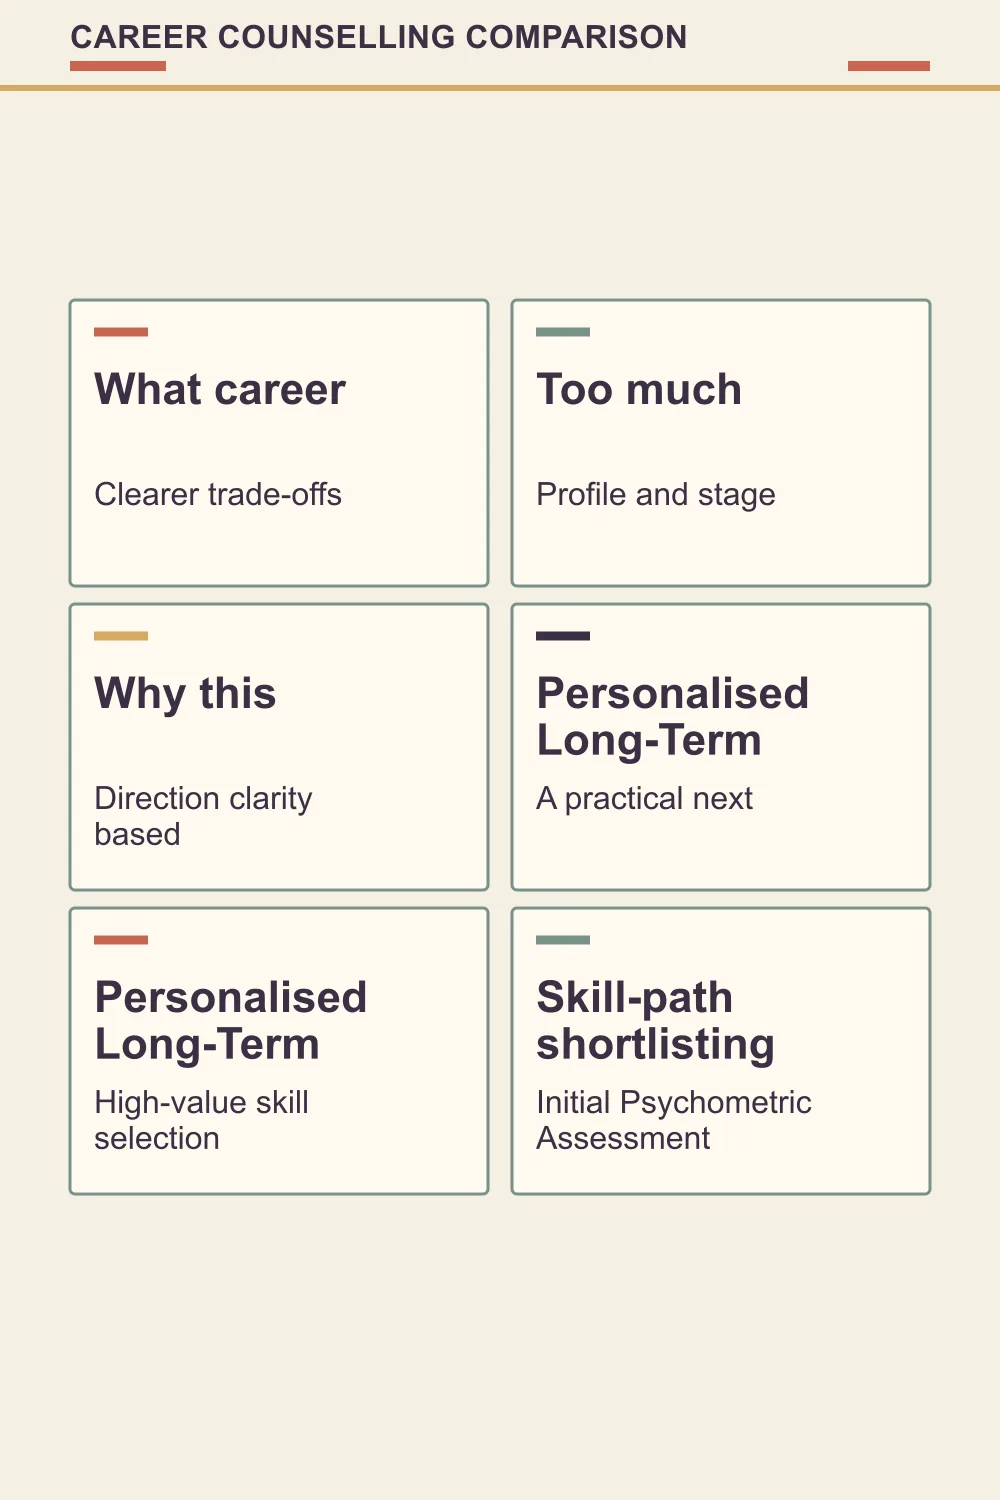 CAREER COUNSELLING COMPARISON
What career
Clearer trade-offs
Too much
Profile and stage
Why this
Direction clarity
based
Personalised
Long-Term
A practical next
Personalised
Long-Term
High-value skill
selection
Skill-path
shortlisting
Initial Psychometric
Assessment